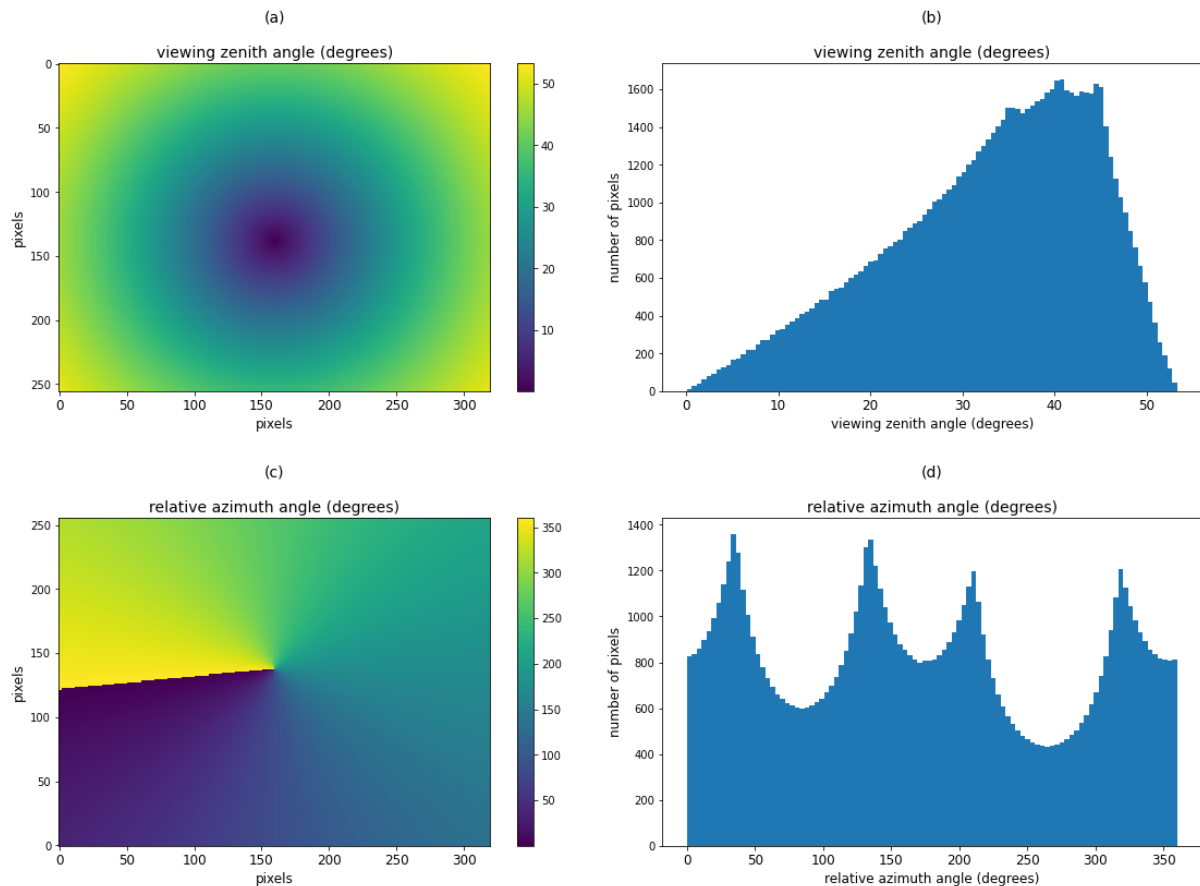 (a)
viewing zenith angle (degrees)
0
50
100
150
200
250
pixels
0 50 100 150 200 250 300
pixels
50
40
30
20
10
(b)
viewing zenith angle (degrees)
1600
1400
1200
1000
800
600
400
200
0
number of pixels
0 10 20 30 40 50
viewing zenith angle (degrees)
(c)
relative azimuth angle (degrees)
250
200
150
100
50
0
pixels
0 50 100 150 200 250 300
pixels
350
300
250
200
150
100
50
(d)
relative azimuth angle (degrees)
1400
1200
1000
800
600
400
200
0
number of pixels
0 50 100 150 200 250 300 350
relative azimuth angle (degrees)